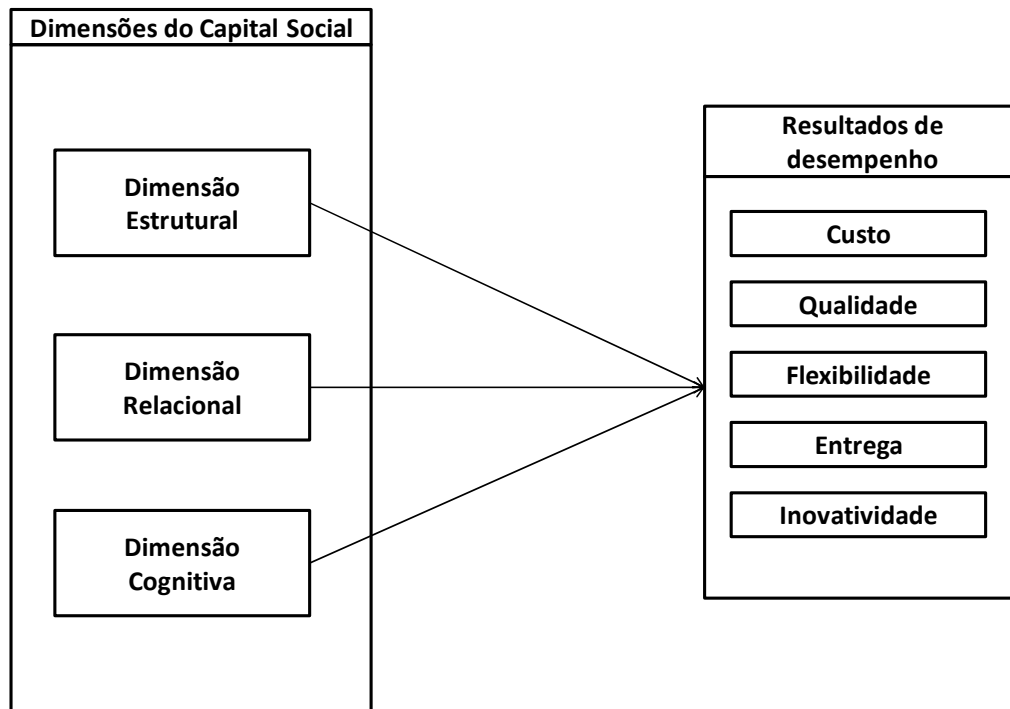 Dimensões do Capital Social
Dimensão
Estrutural
Dimensão
Relacional
Dimensão
Cognitiva
Resultados de
desempenho
Custo
Qualidade
Flexibilidade
Entrega
Inovatividade